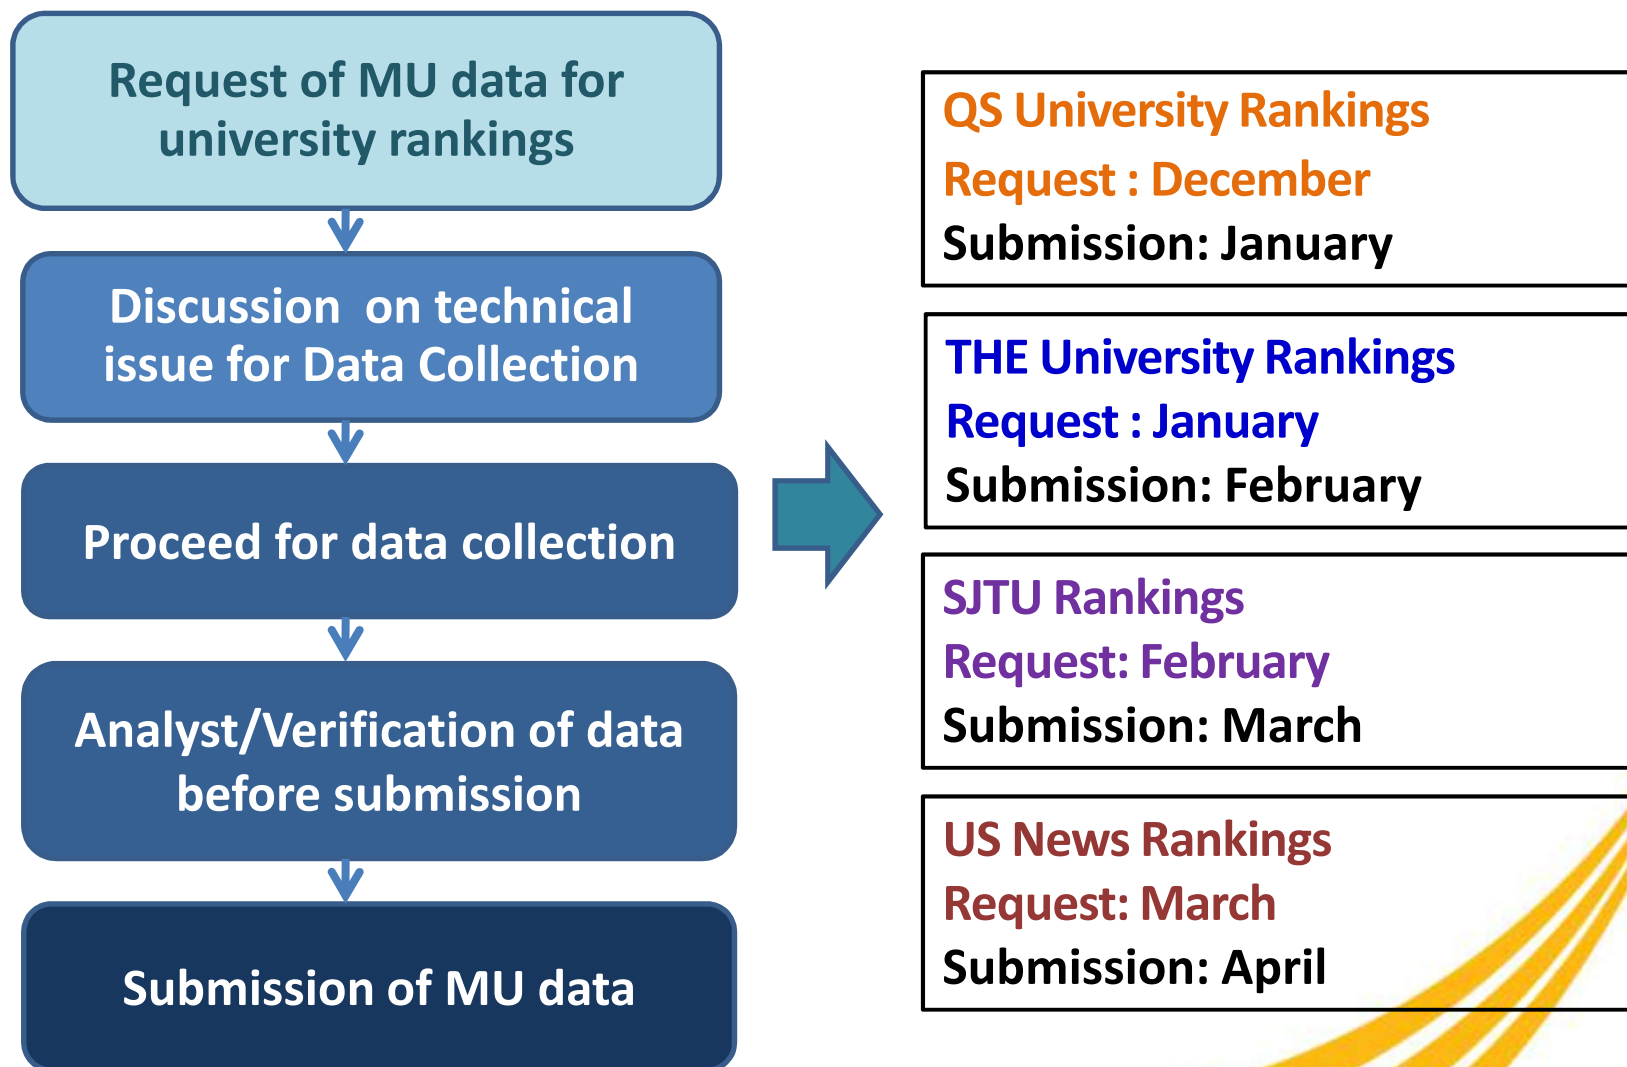 Request of MU data for
university rankings
Discussion on technical
issue for Data Collection
Proceed for data collection
Analyst/Verification of data
before submission
Submission of MU data
QS University Rankings
Request : December
Submission: January
THE University Rankings
Request : January
Submission: February
SJTU Rankings
Request: February
Submission: March
US News Rankings
Request: March
Submission: April